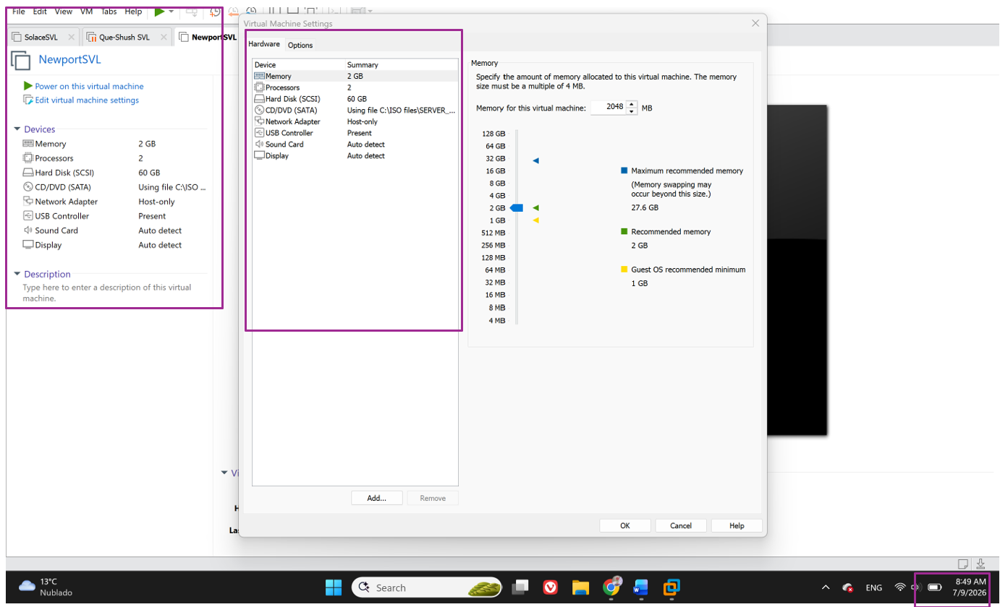 File Edit View VM Tabs Help
SolaceSVL
Que-Shush SVL
NewportSVL
NewportSVL
Power on this virtual machine
Edit virtual machine settings
Devices
Memory 2 GB
Processors 2
Hard Disk (SCSI) 60 GB
CD/DVD (SATA) Using file C:\ISO ...
Network Adapter Host-only
USB Controller Present
Sound Card Auto detect
Display Auto detect
Description
Type here to enter a description of this virtual
machine.
Virtual Machine Settings
Hardware Options
Device Summary
Memory 2 GB
Processors 2
Hard Disk (SCSI) 60 GB
CD/DVD (SATA) Using file C:\ISO files\SERVER_...
Network Adapter Host-only
USB Controller Present
Sound Card Auto detect
Display Auto detect
Add... Remove
Memory
Specify the amount of memory allocated to this virtual machine. The memory
size must be a multiple of 4 MB.
Memory for this virtual machine: 2048 MB
128 GB
64 GB
32 GB
16 GB
8 GB
4 GB
2 GB
1 GB
512 MB
256 MB
128 MB
64 MB
32 MB
16 MB
8 MB
4 MB
Maximum recommended memory
(Memory swapping may
occur beyond this size.)
27.6 GB
Recommended memory
2 GB
Guest OS recommended minimum
1 GB
OK Cancel Help
13°C
Nublado
Search
ENG
8:49 AM
7/9/2026